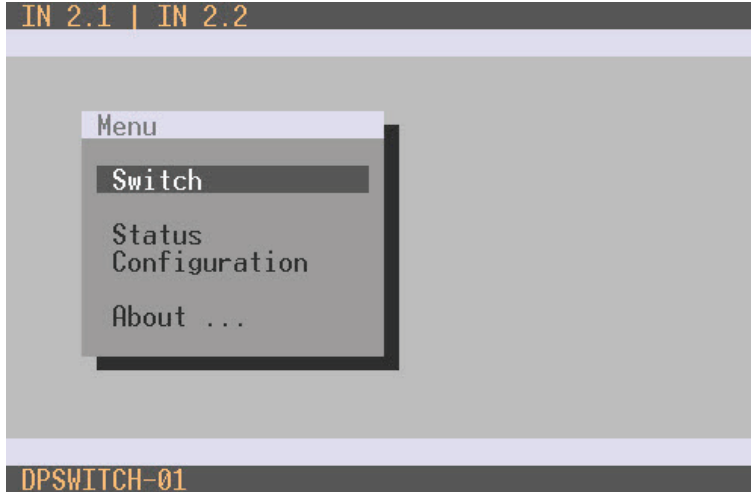 IN 2.1 | IN 2.2
Menu
Switch
Status
Configuration
About ...
DPSWITCH-01